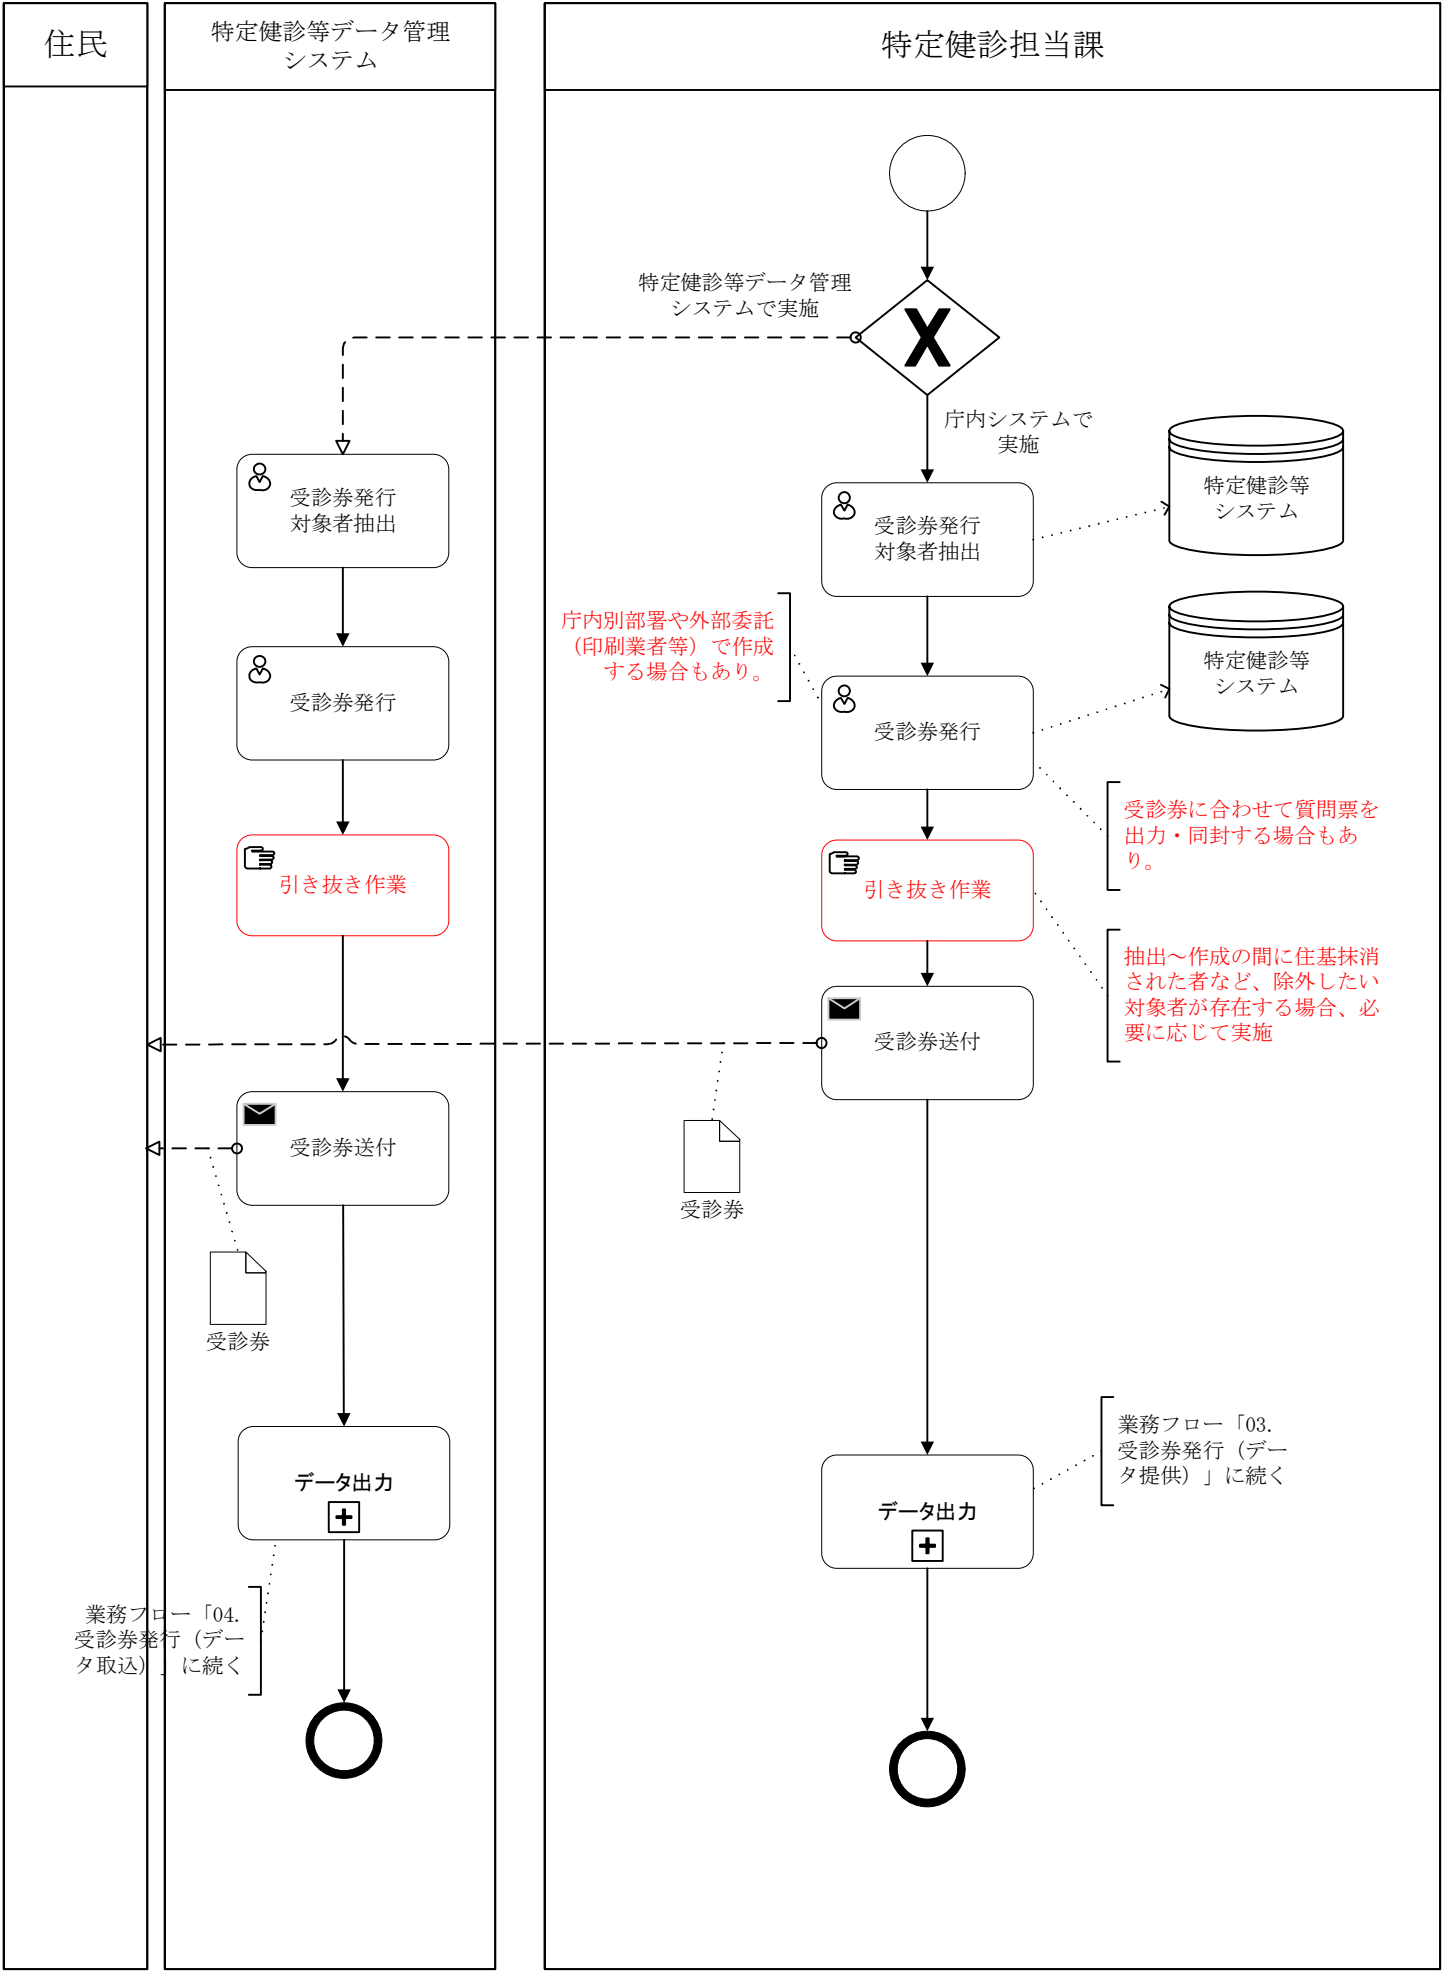 住民
特定健診等データ管理
システム
特定健診担当課
特定健診等データ管理
システムで実施
庁内システムで
実施
特定健診等
システム
受診券発行
対象者抽出
受診券発行
対象者抽出
庁内別部署や外部委託
（印刷業者等）で作成
する場合もあり。
特定健診等
システム
受診券発行
受診券発行
受診券に合わせて質問票を
出力・同封する場合もあ
り。
引き抜き作業
引き抜き作業
抽出～作成の間に住基抹消
された者など、除外したい
対象者が存在する場合、必
要に応じて実施
受診券送付
受診券送付
受診券
受診券
業務フロー「03.
受診券発行（デー
タ提供）」に続く
データ出力
データ出力
業務フロー「04.
受診券発行（デー
タ取込）」に続く